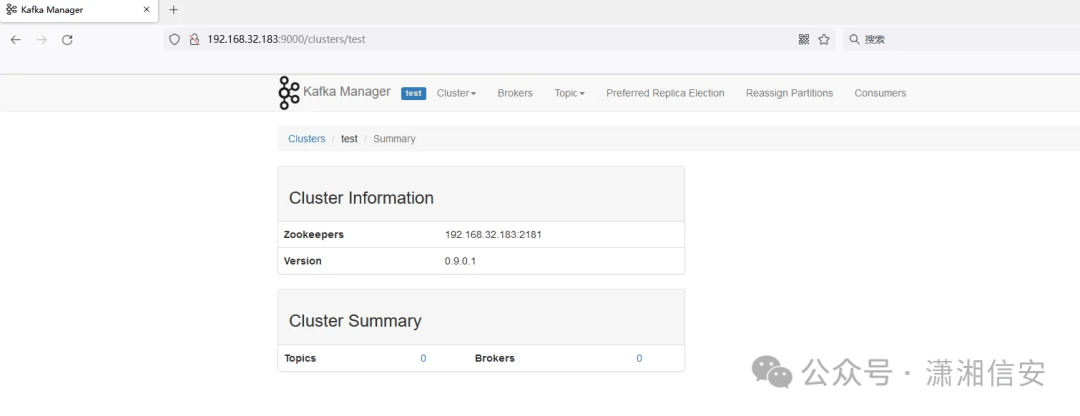 Kafka Manager
192.168.32.183:9000/clusters/test
搜索
Kafka Manager test Cluster Brokers Topic Preferred Replica Election Reassign Partitions Consumers
Clusters / test / Summary
Cluster Information
Zookeepers 192.168.32.183:2181
Version 0.9.0.1
Cluster Summary
Topics 0 Brokers 0
公众号 · 潇湘信安